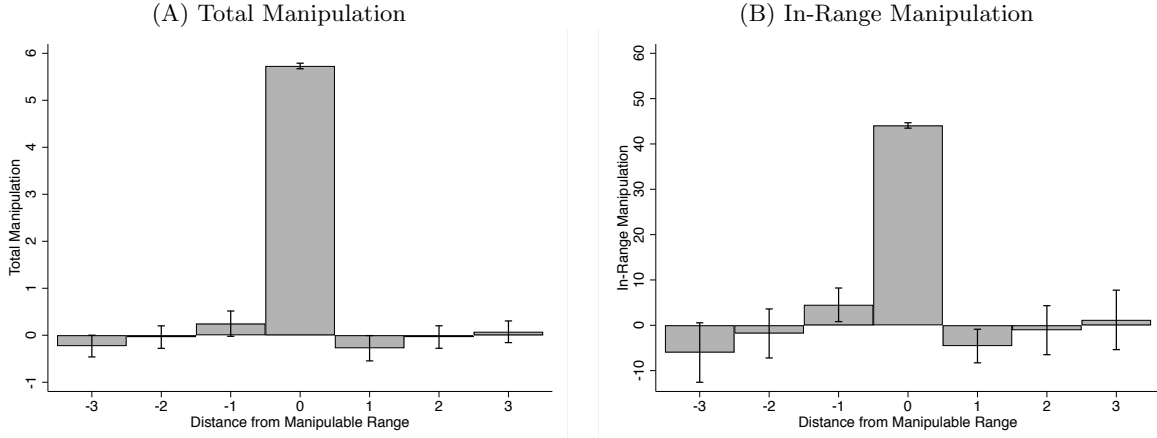 (A) Total Manipulation
6
5
4
3
2
1
0
-1
Total Manipulation
-3 -2 -1 0 1 2 3
Distance from Manipulable Range
(B) In-Range Manipulation
60
50
40
30
20
10
0
-10
In-Range Manipulation
-3 -2 -1 0 1 2 3
Distance from Manipulable Range